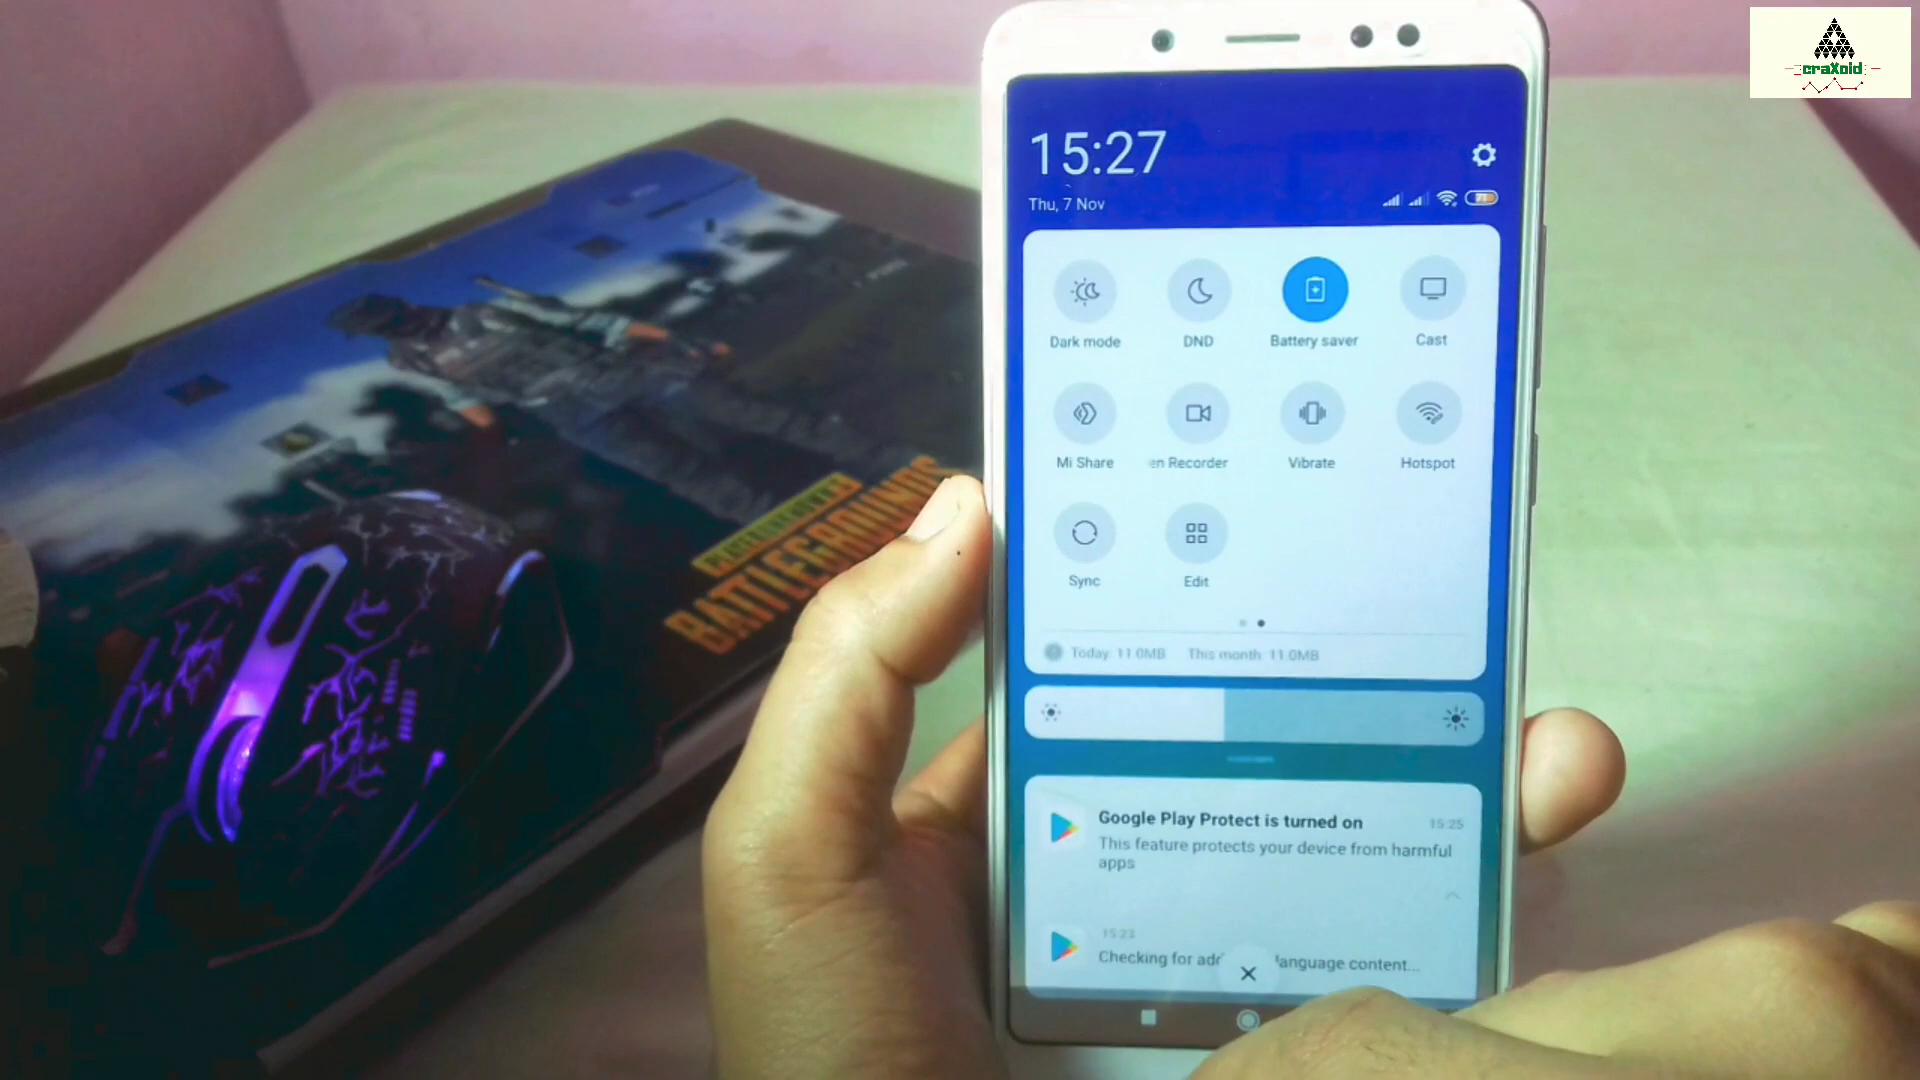 craXoid
15:27
Thu, 7 Nov
Dark mode
DND
Battery saver
Cast
Mi Share
en Recorder
Vibrate
Hotspot
Sync
Edit
Today: 11.0MB This month: 11.0MB
Google Play Protect is turned on
15:25
This feature protects your device from harmful
apps
15:23
Checking for add language content...
BATTLEGROUNDS